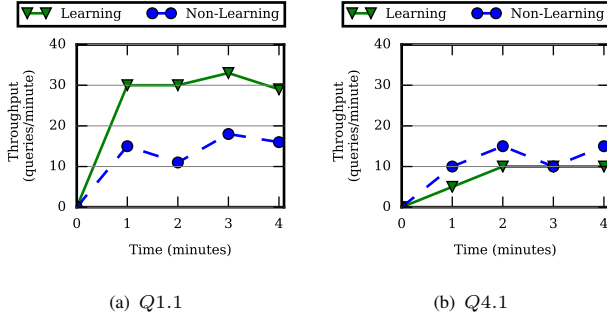 Learning Non-Learning
40
30
20
10
0
0 1 2 3 4
Throughput
(queries/minute)
Time (minutes)
(a) Q1.1
Learning Non-Learning
40
30
20
10
0
0 1 2 3 4
Throughput
(queries/minute)
Time (minutes)
(b) Q4.1